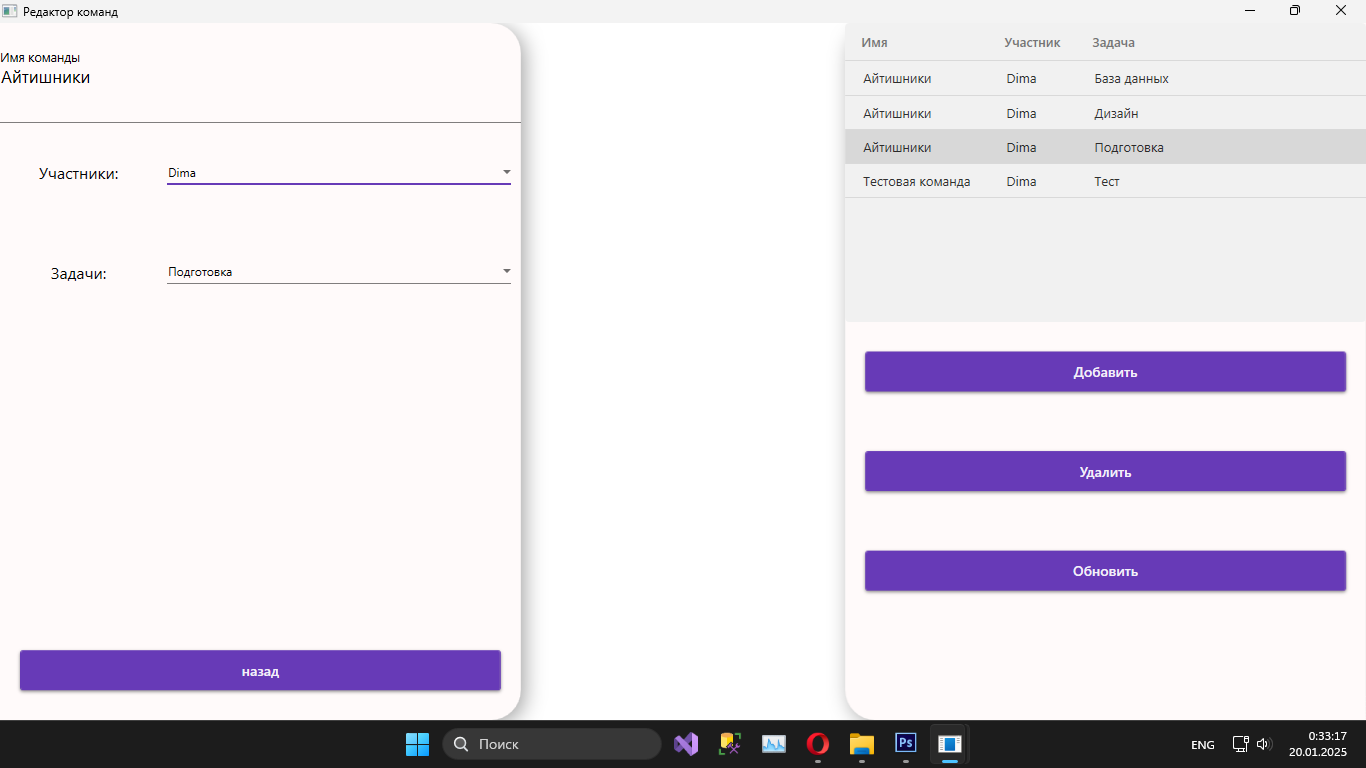 Редактор команд
Имя команды
Айтишники
Участники:
Dima
Задачи:
Подготовка
назад
Имя Участник Задача
Айтишники Dima База данных
Айтишники Dima Дизайн
Айтишники Dima Подготовка
Тестовая команда Dima Тест
Добавить
Удалить
Обновить
Поиск
Ps
ENG
0:33:17
20.01.2025